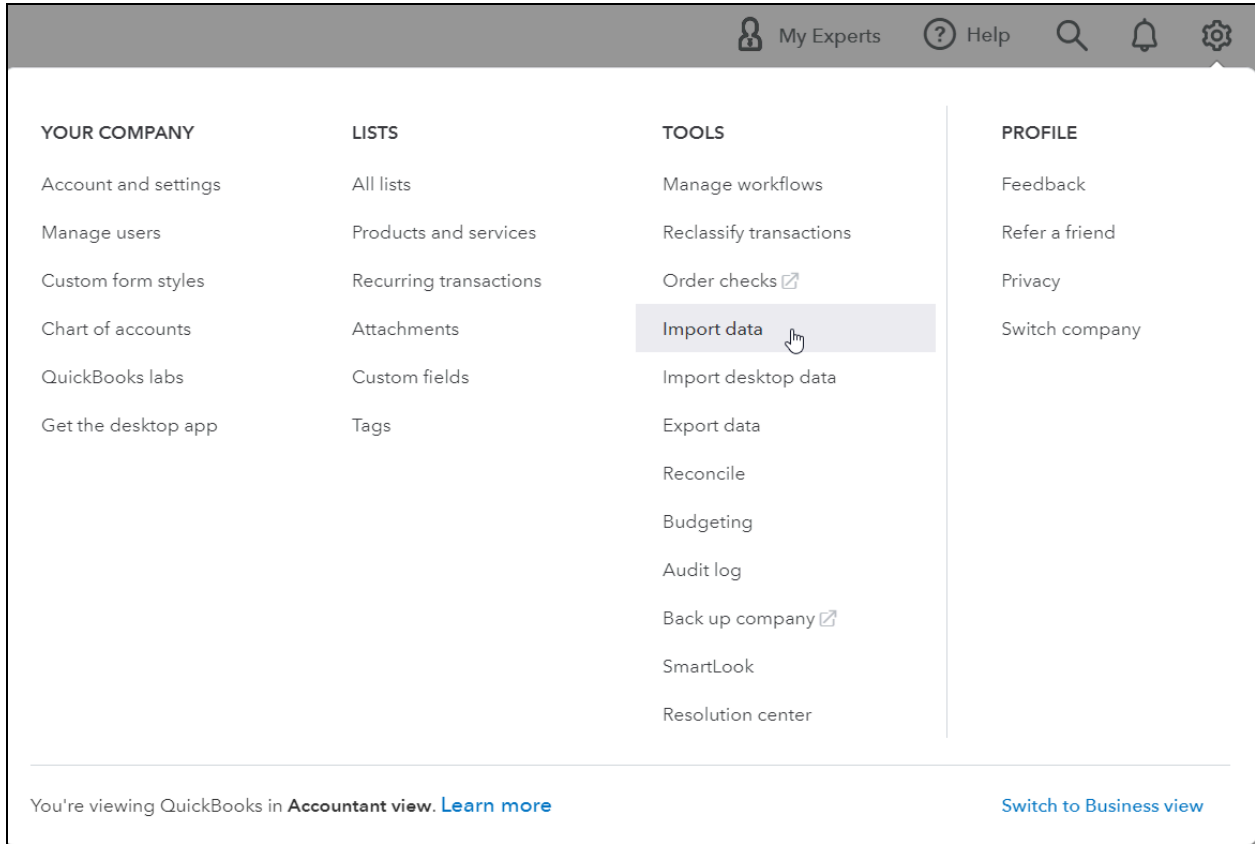 My Experts
? Help
YOUR COMPANY
Account and settings
Manage users
Custom form styles
Chart of accounts
QuickBooks labs
Get the desktop app
LISTS
All lists
Products and services
Recurring transactions
Attachments
Custom fields
Tags
TOOLS
Manage workflows
Reclassify transactions
Order checks
Import data
Import desktop data
Export data
Reconcile
Budgeting
Audit log
Back up company
SmartLook
Resolution center
PROFILE
Feedback
Refer a friend
Privacy
Switch company
You're viewing QuickBooks in Accountant view. Learn more
Switch to Business view